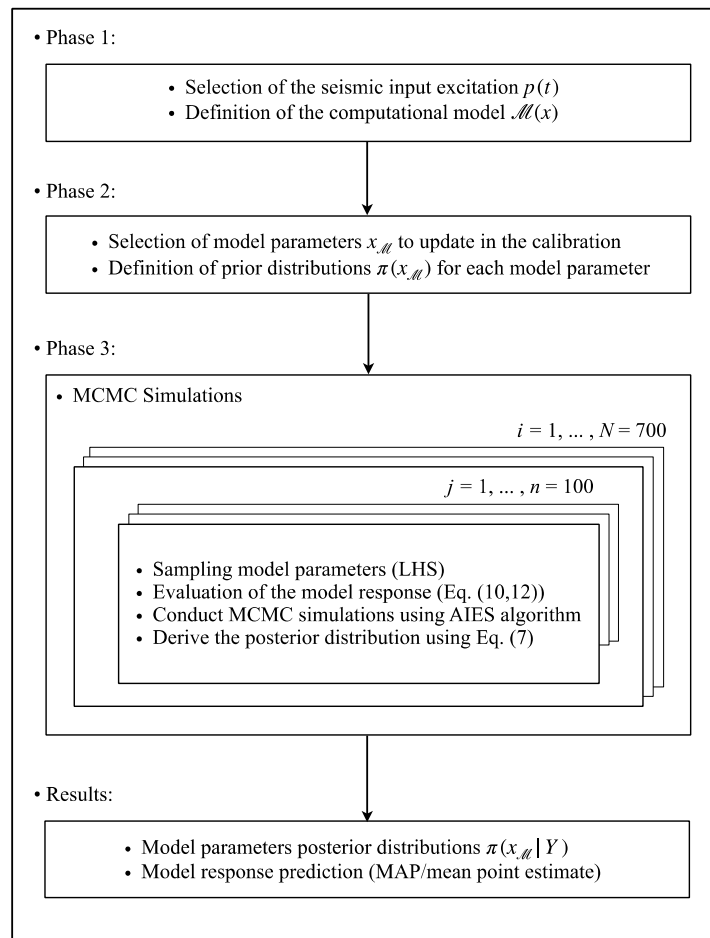 • Phase 1:
• Selection of the seismic input excitation p(t)
• Definition of the computational model ℳ(x)
• Phase 2:
• Selection of model parameters x_ℳ to update in the calibration
• Definition of prior distributions π(x_ℳ) for each model parameter
• Phase 3:
• MCMC Simulations
i = 1, ... , N = 700
j = 1, ... , n = 100
• Sampling model parameters (LHS)
• Evaluation of the model response (Eq. (10,12))
• Conduct MCMC simulations using AIES algorithm
• Derive the posterior distribution using Eq. (7)
• Results:
• Model parameters posterior distributions π(x_ℳ | Y)
• Model response prediction (MAP/mean point estimate)